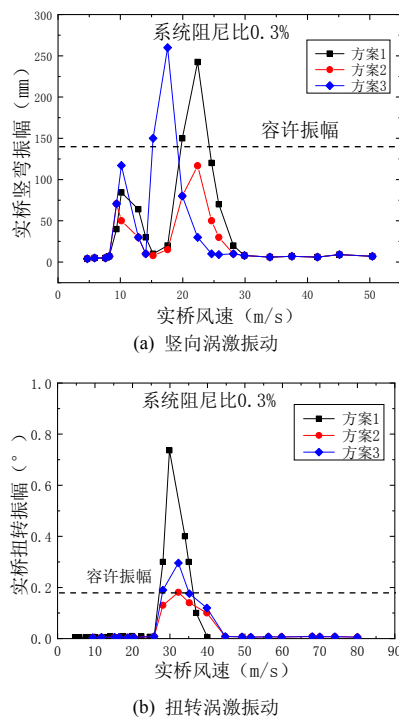 系统阻尼比0.3%
方案1
方案2
方案3
容许振幅
实桥竖弯振幅（mm）
300
250
200
150
100
50
0
0 10 20 30 40 50
实桥风速（m/s）
(a) 竖向涡激振动
系统阻尼比0.3%
方案1
方案2
方案3
容许振幅
实桥扭转振幅（°）
1.0
0.8
0.6
0.4
0.2
0.0
0 10 20 30 40 50 60 70 80 90
实桥风速（m/s）
(b) 扭转涡激振动